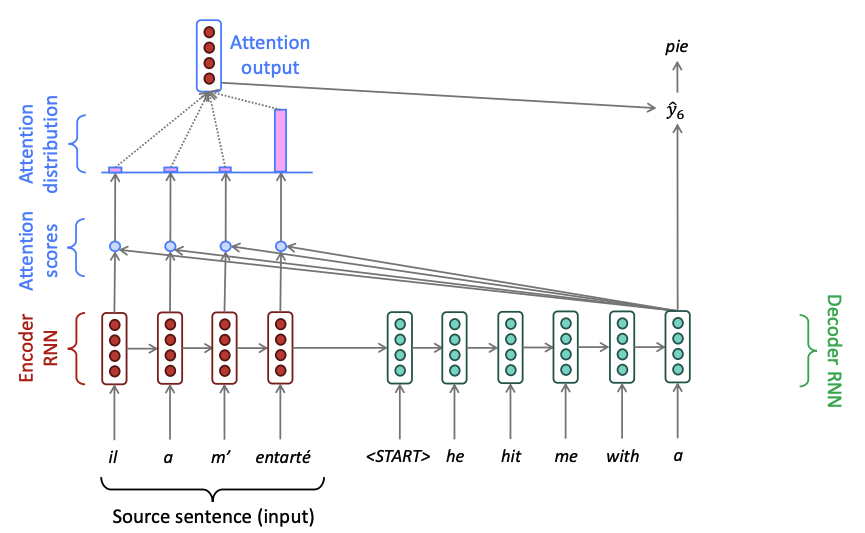 Attention
output
pie
ŷ₆
Attention
distribution
Attention
scores
Encoder
RNN
Decoder RNN
il a m’ entarté <START> he hit me with a
Source sentence (input)